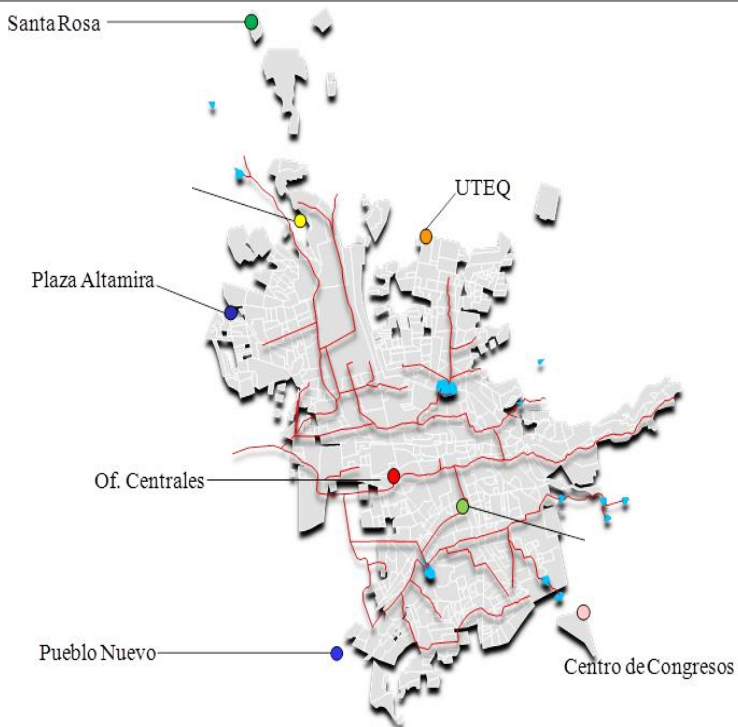 Santa Rosa
UTEQ
Plaza Altamira
Of. Centrales
Pueblo Nuevo
Centro de Congresos